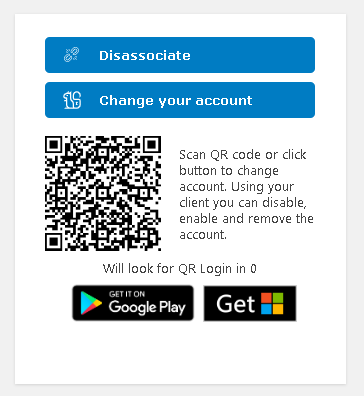 Disassociate
Change your account
Scan QR code or click
button to change
account. Using your
client you can disable,
enable and remove the
account.
Will look for QR Login in 0
GET IT ON
Google Play
Get